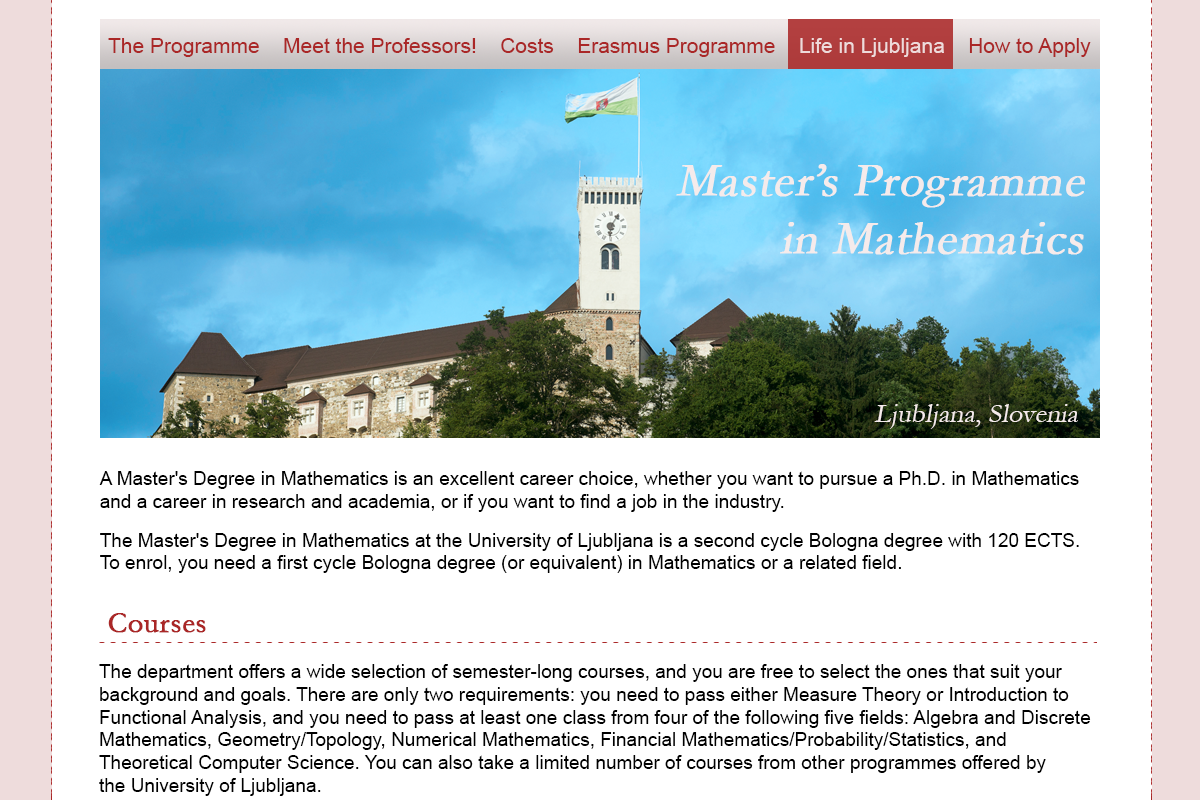 The Programme Meet the Professors! Costs Erasmus Programme Life in Ljubljana How to Apply
Master’s Programme
in Mathematics
Ljubljana, Slovenia
A Master's Degree in Mathematics is an excellent career choice, whether you want to pursue a Ph.D. in Mathematics
and a career in research and academia, or if you want to find a job in the industry.
The Master's Degree in Mathematics at the University of Ljubljana is a second cycle Bologna degree with 120 ECTS.
To enrol, you need a first cycle Bologna degree (or equivalent) in Mathematics or a related field.
Courses
The department offers a wide selection of semester-long courses, and you are free to select the ones that suit your
background and goals. There are only two requirements: you need to pass either Measure Theory or Introduction to
Functional Analysis, and you need to pass at least one class from four of the following five fields: Algebra and Discrete
Mathematics, Geometry/Topology, Numerical Mathematics, Financial Mathematics/Probability/Statistics, and
Theoretical Computer Science. You can also take a limited number of courses from other programmes offered by
the University of Ljubljana.